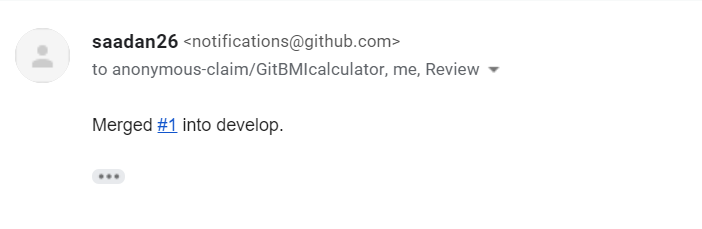 saadan26 <notifications@github.com>
to anonymous-claim/GitBMIcalculator, me, Review
Merged #1 into develop.